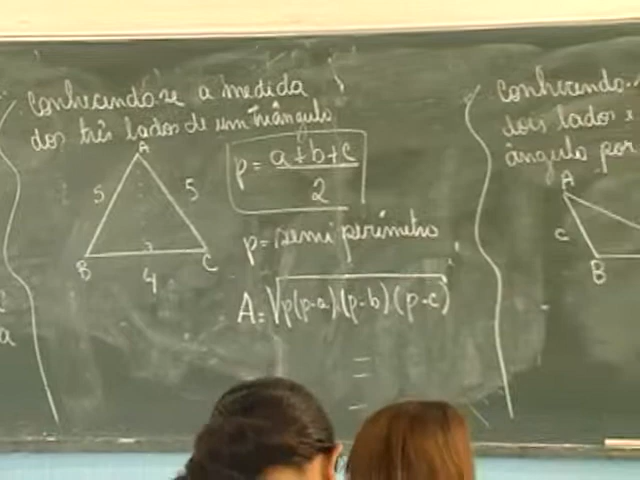 Conhecendo-se a medida
dos três lados de um triângulo
A
5 5
B C
4
p = a+b+c
2
p = semi perímetro
A = √p(p-a)(p-b)(p-c)
=
Conhecendo
dois lados e
ângulo por
A
c
B
a